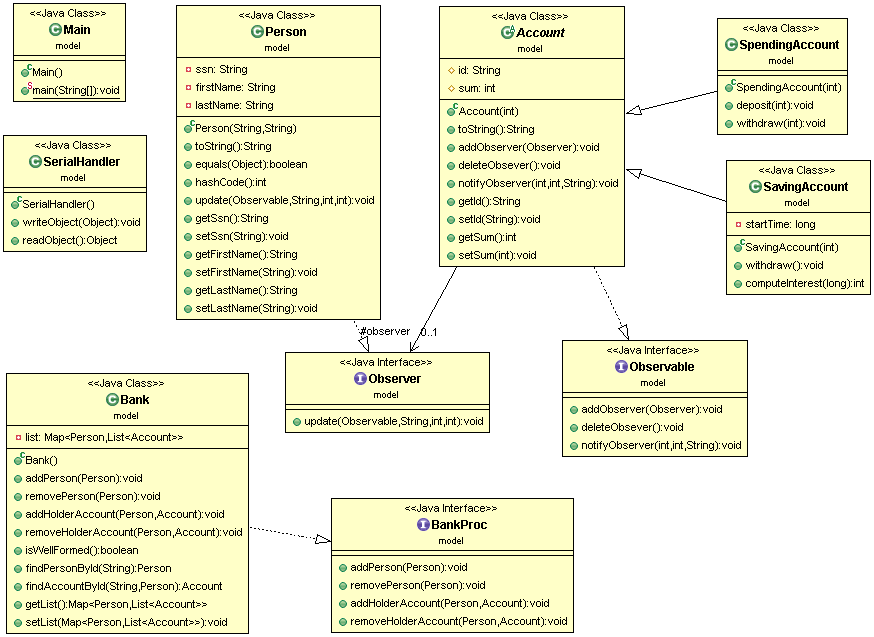 <<Java Class>>
Main
model
Main()
main(String[]):void
<<Java Class>>
Person
model
ssn: String
firstName: String
lastName: String
Person(String,String)
toString():String
equals(Object):boolean
hashCode():int
update(Observable,String,int,int):void
getSsn():String
setSsn(String):void
getFirstName():String
setFirstName(String):void
getLastName():String
setLastName(String):void
<<Java Class>>
Account
model
id: String
sum: int
Account(int)
toString():String
addObserver(Observer):void
deleteObsever():void
notifyObserver(int,int,String):void
getId():String
setId(String):void
getSum():int
setSum(int):void
<<Java Class>>
SpendingAccount
model
SpendingAccount(int)
deposit(int):void
withdraw(int):void
<<Java Class>>
SerialHandler
model
SerialHandler()
writeObject(Object):void
readObject():Object
<<Java Class>>
SavingAccount
model
startTime: long
SavingAccount(int)
withdraw():void
computeInterest(long):int
#observer 0..1
<<Java Interface>>
Observer
model
update(Observable,String,int,int):void
<<Java Interface>>
Observable
model
addObserver(Observer):void
deleteObsever():void
notifyObserver(int,int,String):void
<<Java Class>>
Bank
model
list: Map<Person,List<Account>>
Bank()
addPerson(Person):void
removePerson(Person):void
addHolderAccount(Person,Account):void
removeHolderAccount(Person,Account):void
isWellFormed():boolean
findPersonById(String):Person
findAccountById(String,Person):Account
getList():Map<Person,List<Account>>
setList(Map<Person,List<Account>>):void
<<Java Interface>>
BankProc
model
addPerson(Person):void
removePerson(Person):void
addHolderAccount(Person,Account):void
removeHolderAccount(Person,Account):void